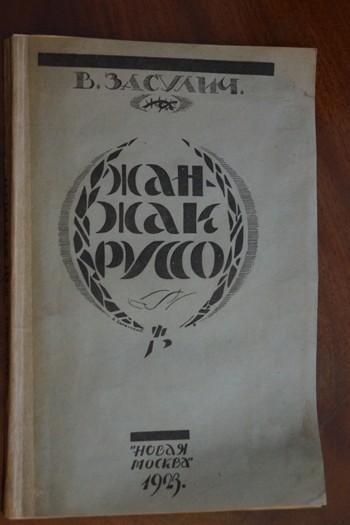 В. ЗАСУЛИЧ.
ЖАН-
ЖАК
РУССО
"НОВАЯ
МОСКВА"
1923.